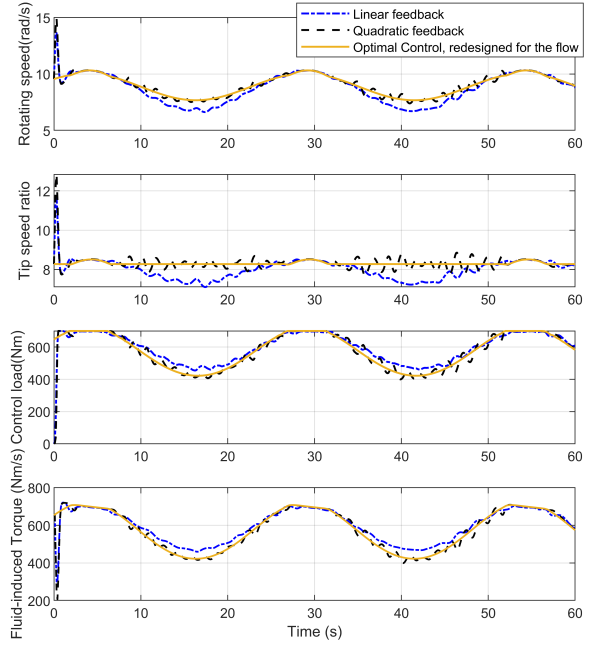 Linear feedback
Quadratic feedback
Optimal Control, redesigned for the flow
Rotating speed(rad/s)
15
10
5
0 10 20 30 40 50 60
Tip speed ratio
12
10
8
0 10 20 30 40 50 60
Control load(Nm)
600
400
200
0
0 10 20 30 40 50 60
Fluid-induced Torque (Nm/s)
800
600
400
200
0 10 20 30 40 50 60
Time (s)